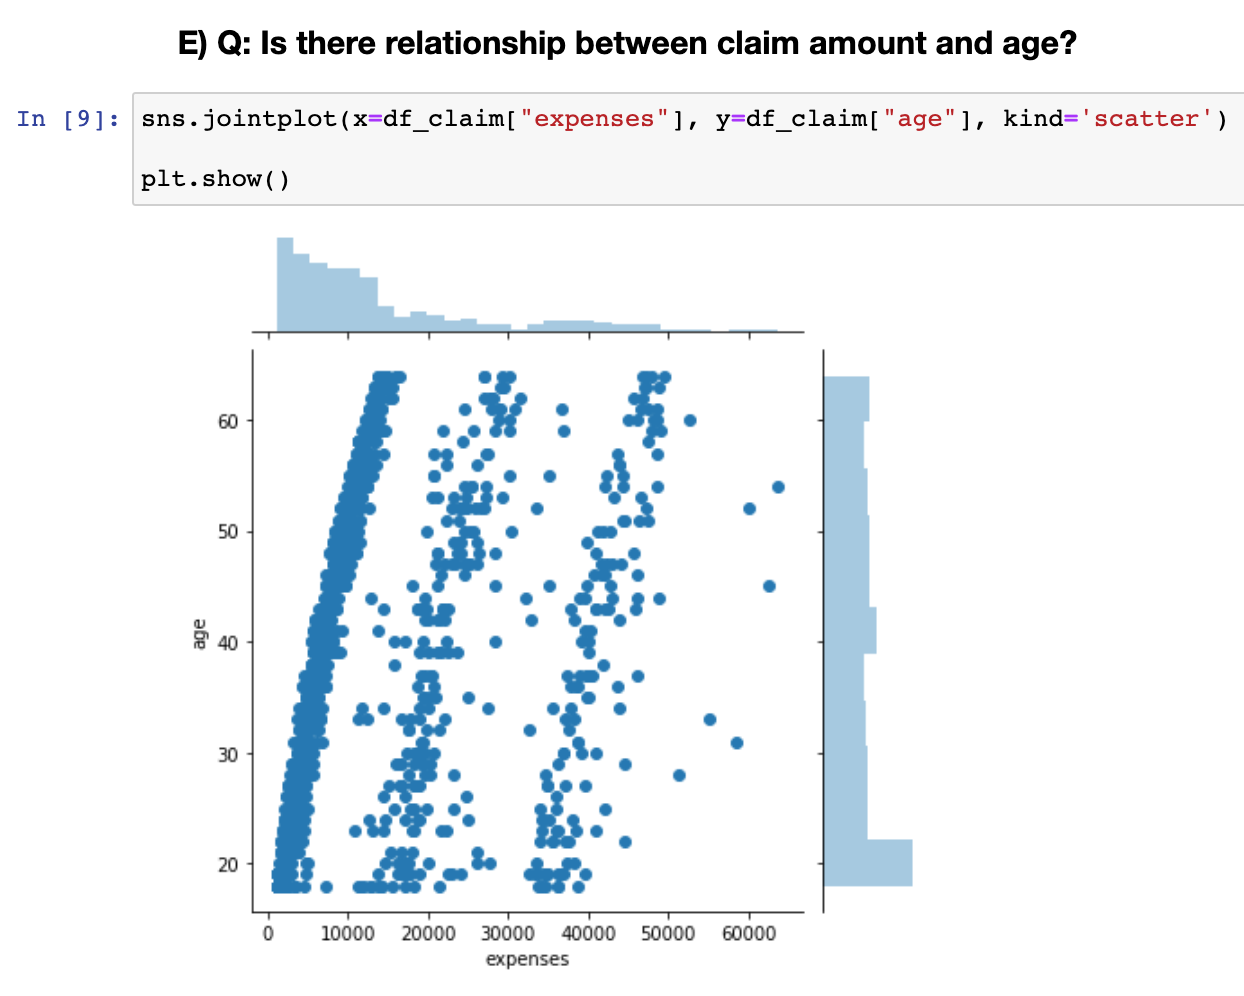 E) Q: Is there relationship between claim amount and age?
In [9]: sns.jointplot(x=df_claim["expenses"], y=df_claim["age"], kind='scatter')
plt.show()
60
50
40
30
20
age
0 10000 20000 30000 40000 50000 60000
expenses